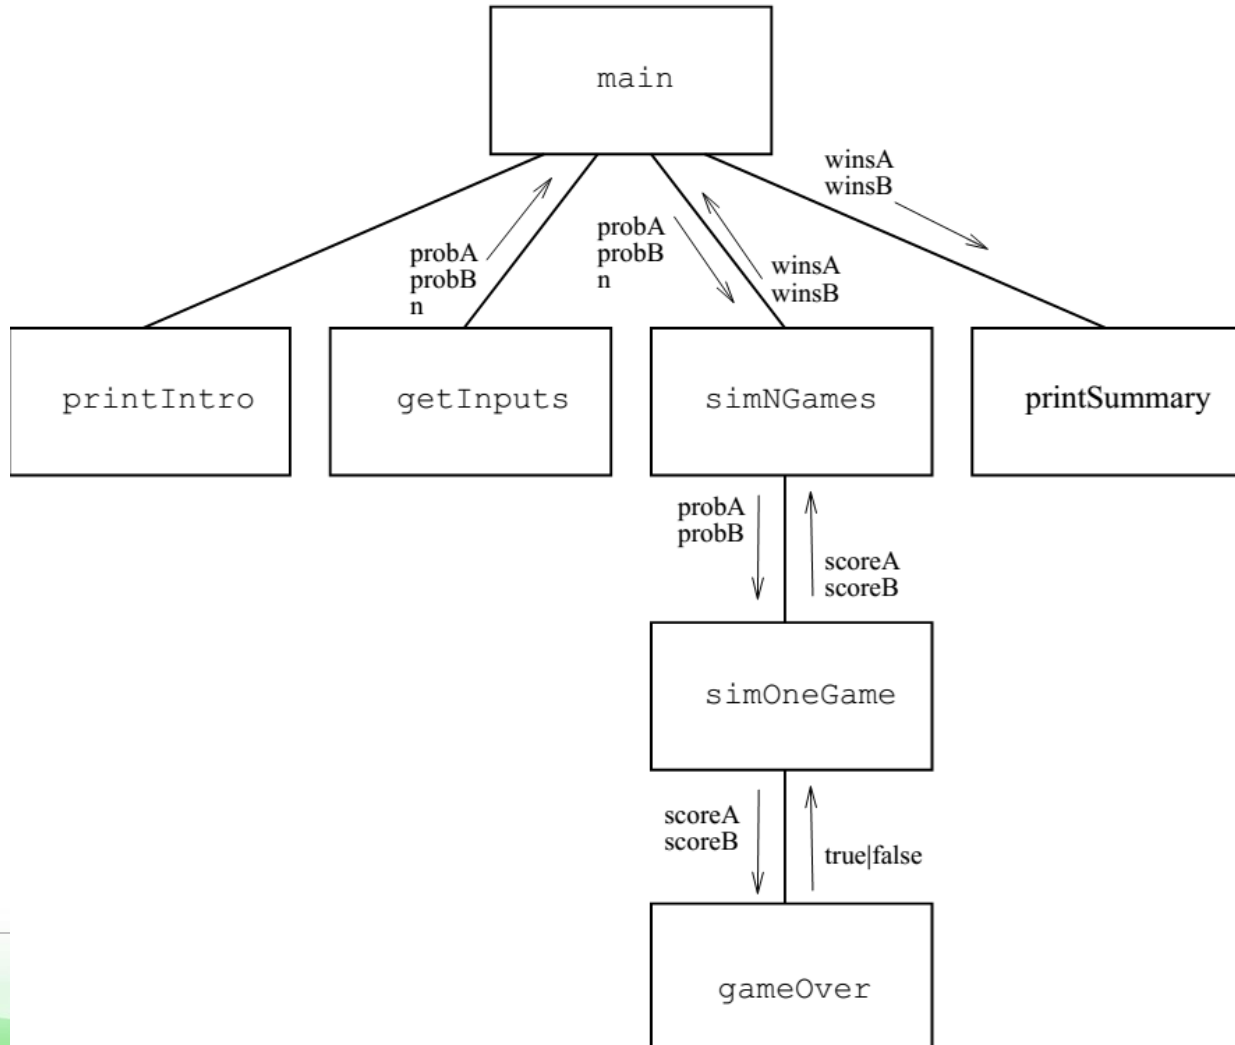 main
winsA
winsB
probA
probB
n
probA
probB
n
winsA
winsB
printIntro
getInputs
simNGames
printSummary
probA
probB
scoreA
scoreB
simOneGame
scoreA
scoreB
true|false
gameOver